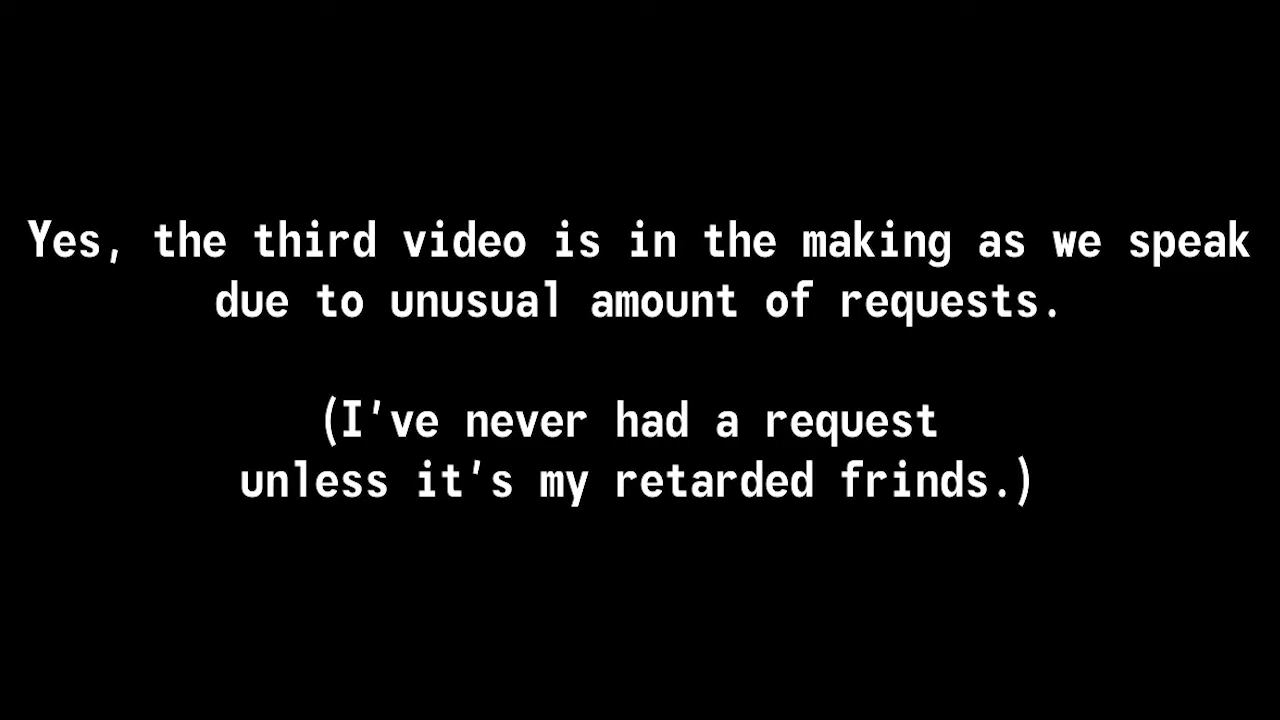 Yes, the third video is in the making as we speak
due to unusual amount of requests.
(I've never had a request
unless it's my retarded frinds.)